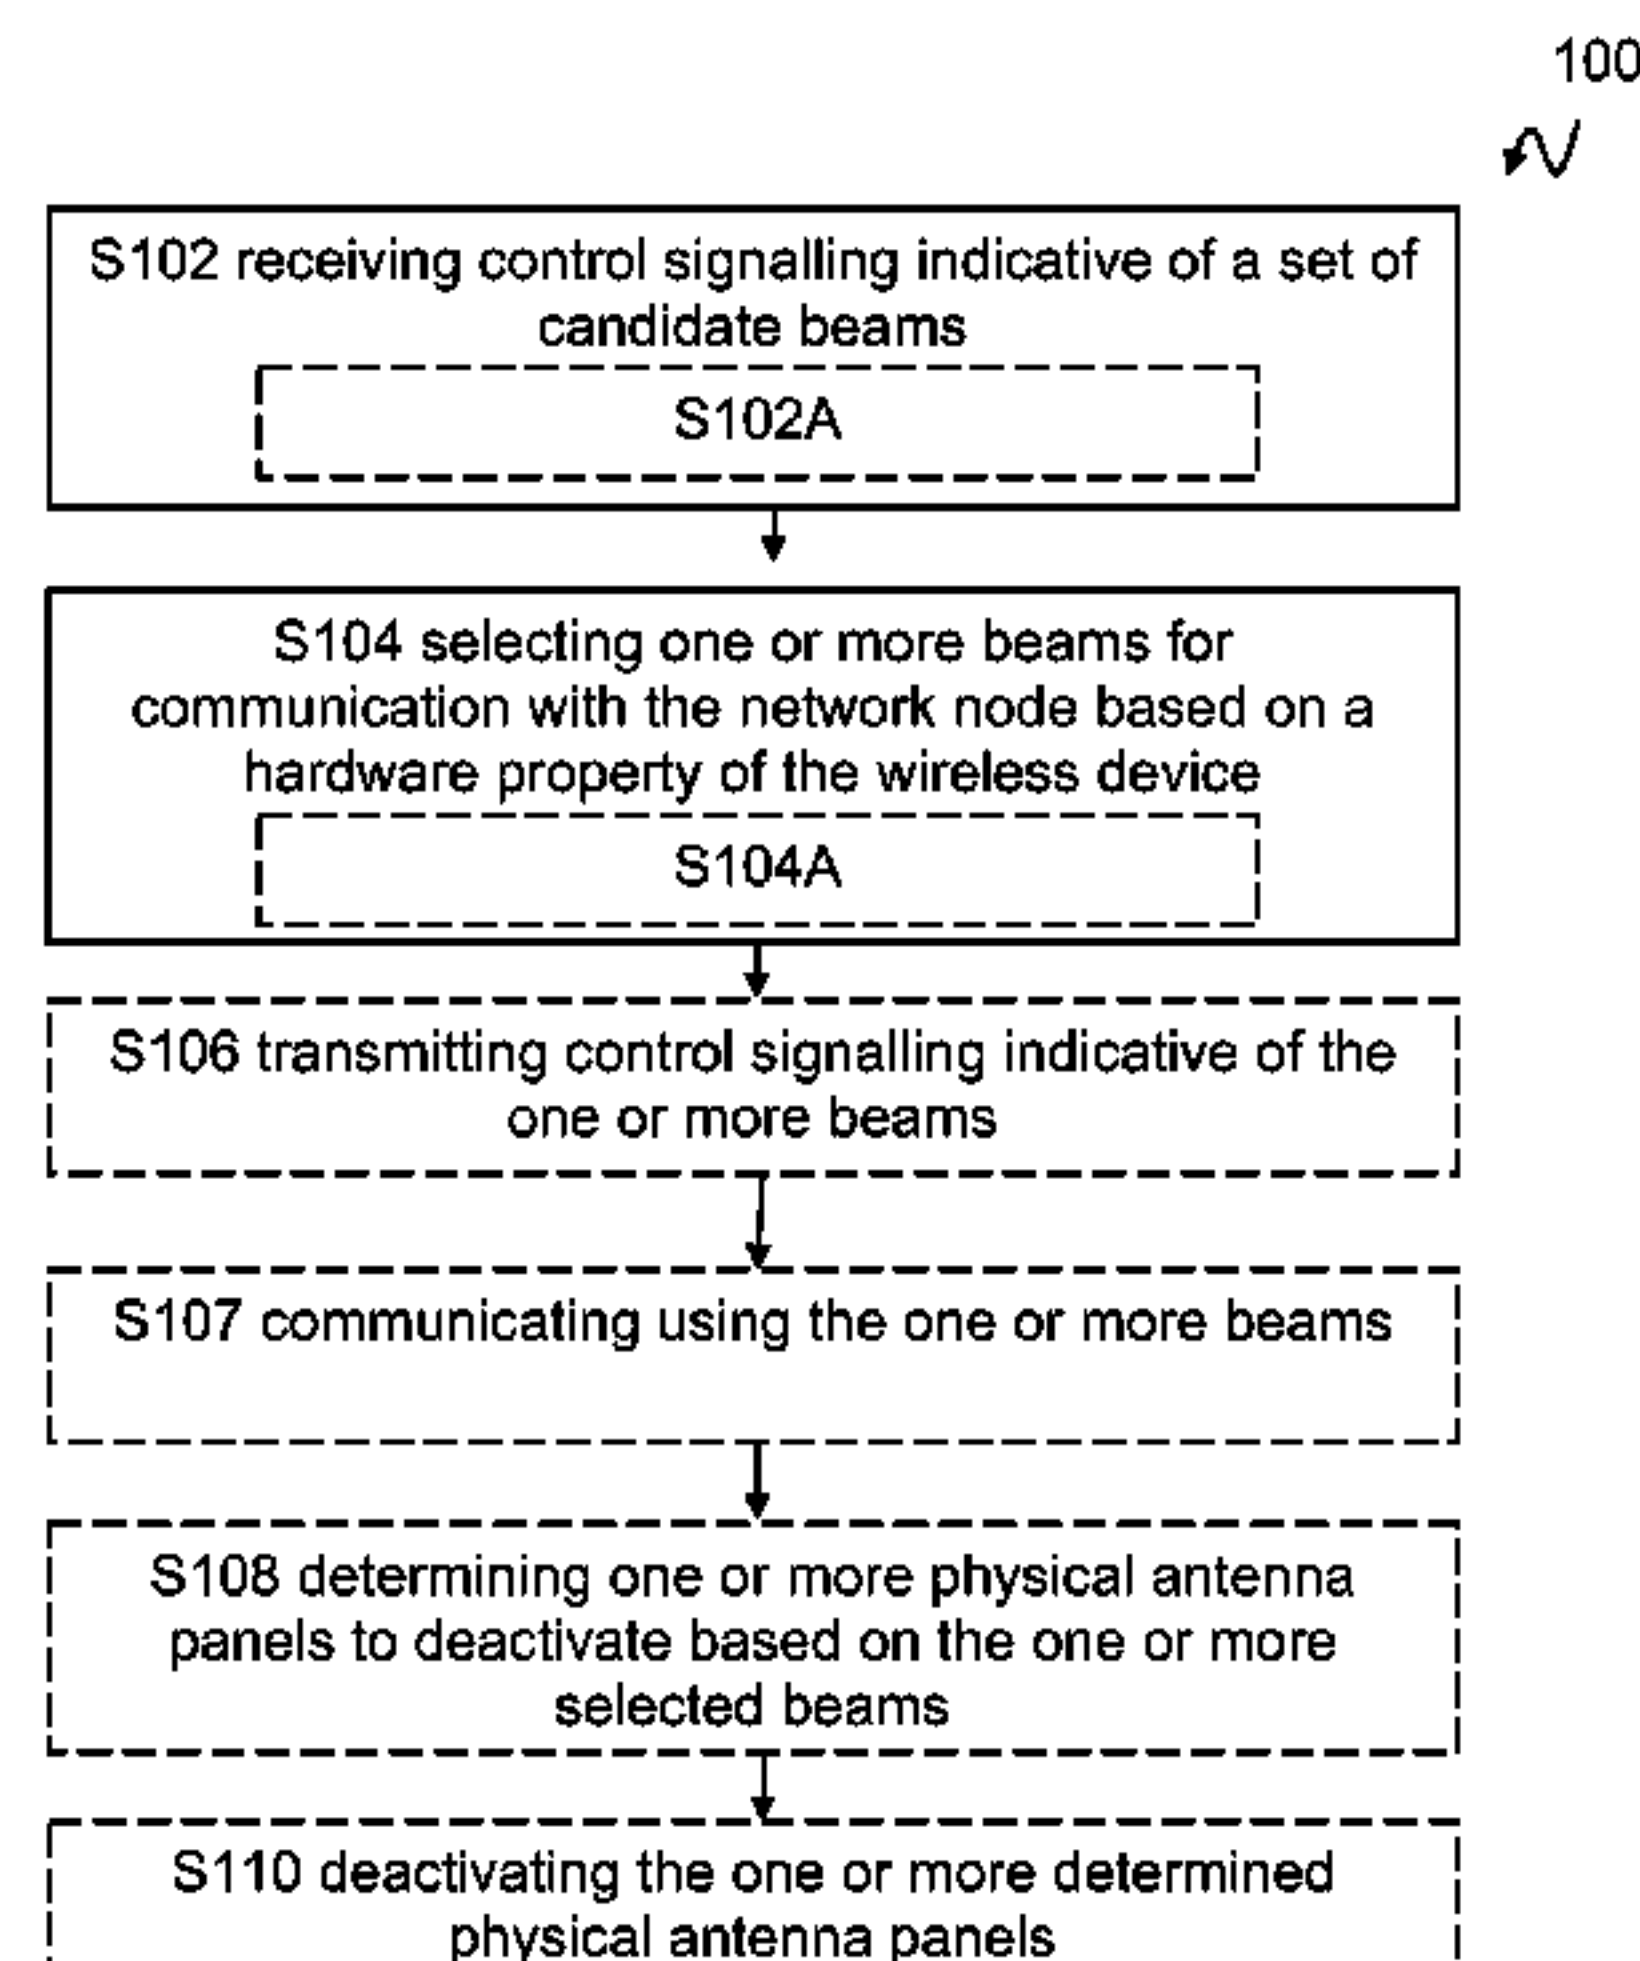 100
S102 receiving control signalling indicative of a set of
candidate beams
S102A
S104 selecting one or more beams for
communication with the network node based on a
hardware property of the wireless device
S104A
S106 transmitting control signalling indicative of the
one or more beams
S107 communicating using the one or more beams
S108 determining one or more physical antenna
panels to deactivate based on the one or more
selected beams
S110 deactivating the one or more determined
physical antenna panels